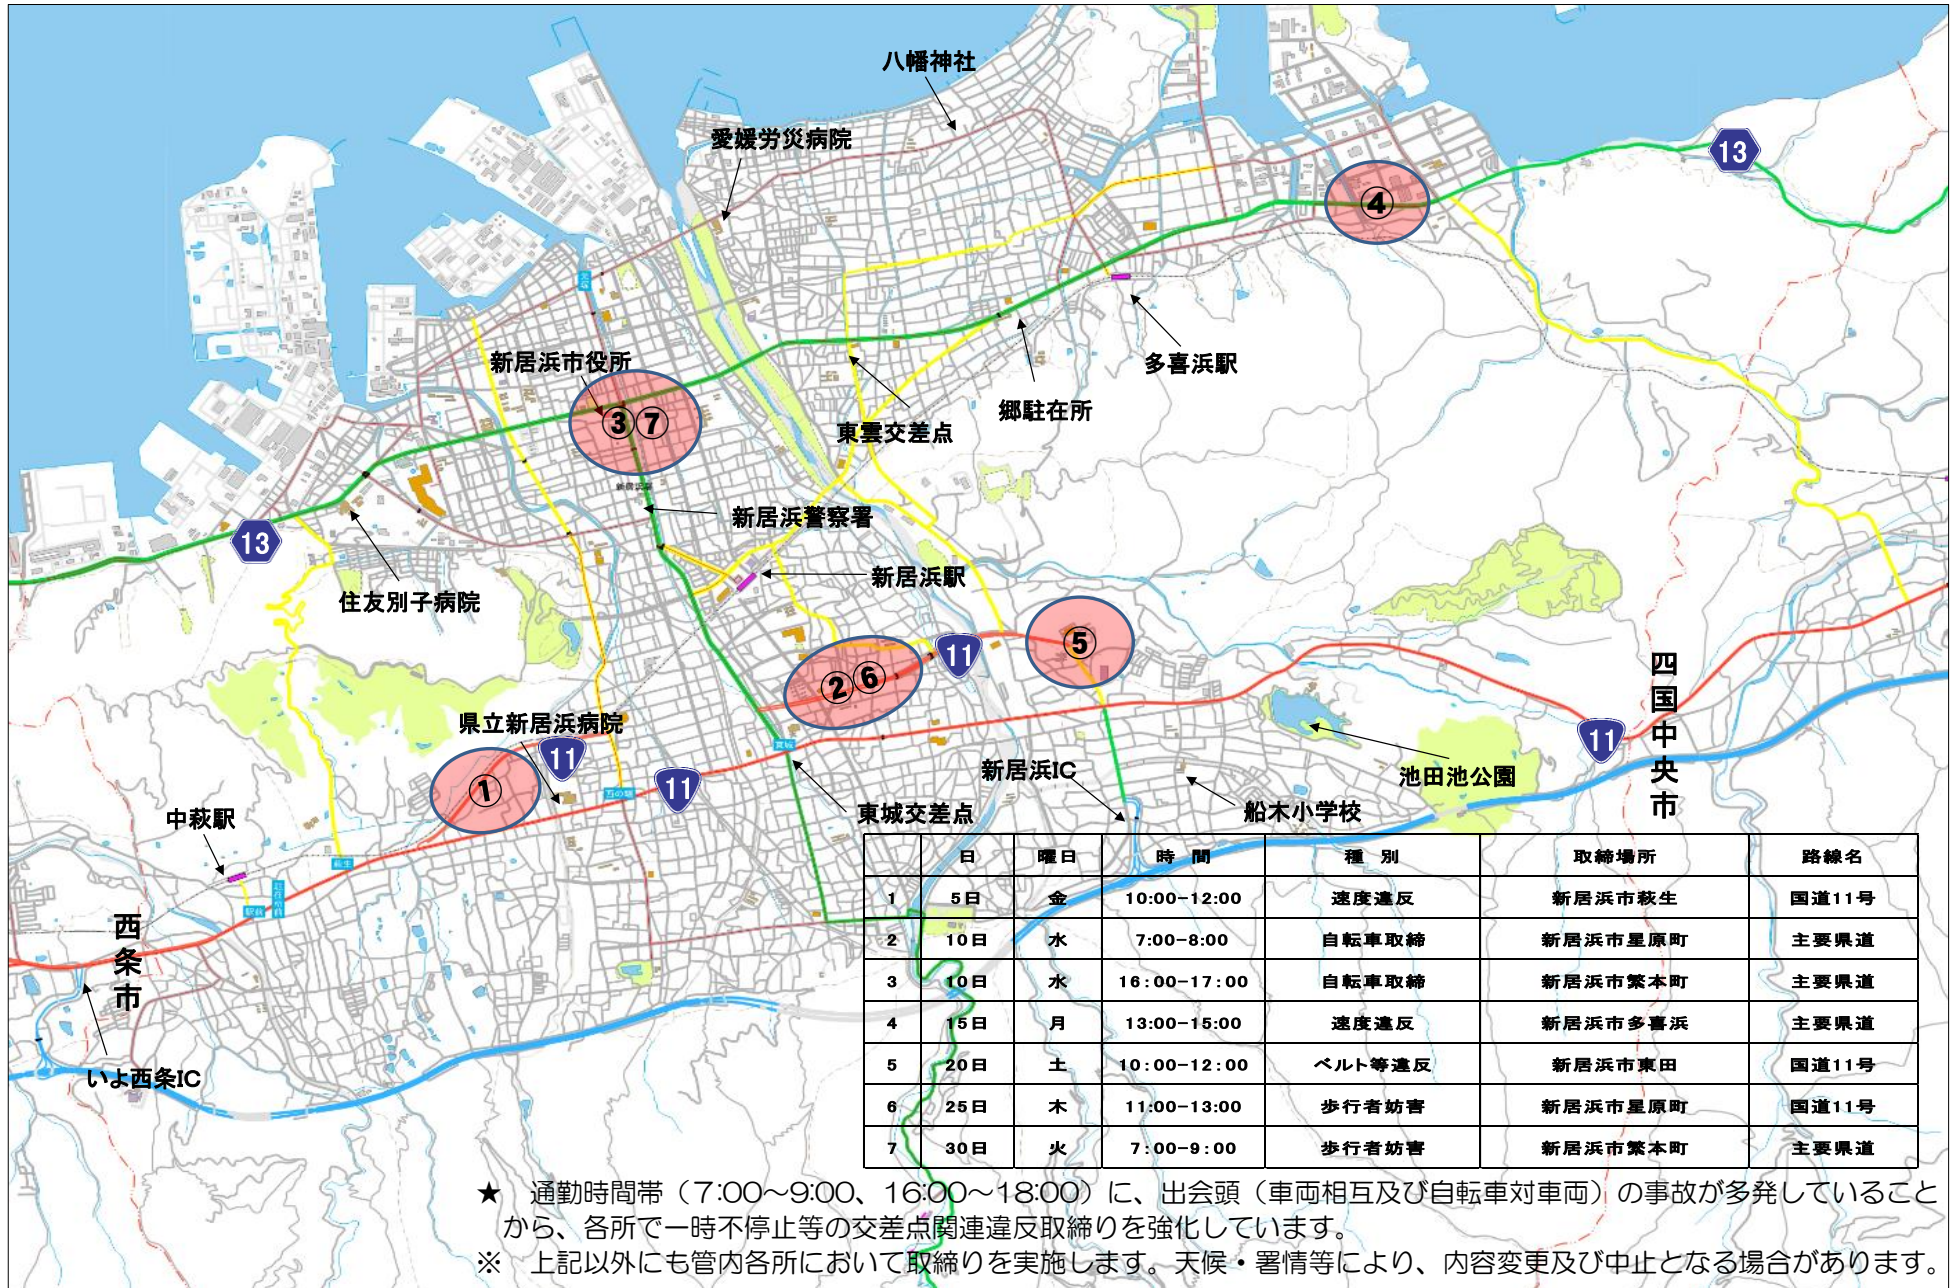 八幡神社
愛媛労災病院
13
④
新居浜市役所
③⑦
多喜浜駅
郷駐在所
東雲交差点
新居浜警察署
13
新居浜駅
住友別子病院
⑤
11
②⑥
四国中央市
県立新居浜病院
11
11
11
①
東城
新居浜IC
池田池公園
船木小学校
東城交差点
中萩駅
萩生
駅前
西条市
いよ西条IC
日 曜日 時 間 種 別 取締場所 路線名
1 5日 金 10:00-12:00 速度違反 新居浜市萩生 国道11号
2 10日 水 7:00-8:00 自転車取締 新居浜市星原町 主要県道
3 10日 水 16:00-17:00 自転車取締 新居浜市繁本町 主要県道
4 15日 月 13:00-15:00 速度違反 新居浜市多喜浜 主要県道
5 20日 土 10:00-12:00 ベルト等違反 新居浜市東田 国道11号
6 25日 木 11:00-13:00 歩行者妨害 新居浜市星原町 国道11号
7 30日 火 7:00-9:00 歩行者妨害 新居浜市繁本町 主要県道
★ 通勤時間帯（7:00～9:00、16:00～18:00）に、出会頭（車両相互及び自転車対車両）の事故が多発していること
から、各所で一時不停止等の交差点関連違反取締りを強化しています。
※ 上記以外にも管内各所において取締りを実施します。天候・署情等により、内容変更及び中止となる場合があります。